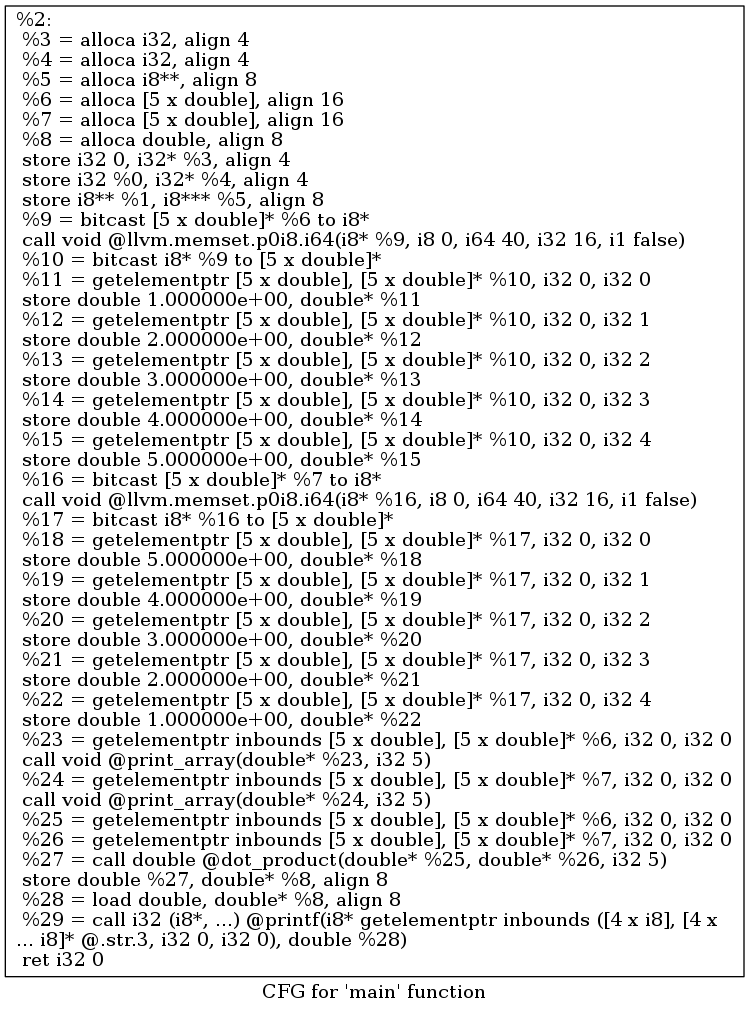 %2:
%3 = alloca i32, align 4
%4 = alloca i32, align 4
%5 = alloca i8**, align 8
%6 = alloca [5 x double], align 16
%7 = alloca [5 x double], align 16
%8 = alloca double, align 8
store i32 0, i32* %3, align 4
store i32 %0, i32* %4, align 4
store i8** %1, i8*** %5, align 8
%9 = bitcast [5 x double]* %6 to i8*
call void @llvm.memset.p0i8.i64(i8* %9, i8 0, i64 40, i32 16, i1 false)
%10 = bitcast i8* %9 to [5 x double]*
%11 = getelementptr [5 x double], [5 x double]* %10, i32 0, i32 0
store double 1.000000e+00, double* %11
%12 = getelementptr [5 x double], [5 x double]* %10, i32 0, i32 1
store double 2.000000e+00, double* %12
%13 = getelementptr [5 x double], [5 x double]* %10, i32 0, i32 2
store double 3.000000e+00, double* %13
%14 = getelementptr [5 x double], [5 x double]* %10, i32 0, i32 3
store double 4.000000e+00, double* %14
%15 = getelementptr [5 x double], [5 x double]* %10, i32 0, i32 4
store double 5.000000e+00, double* %15
%16 = bitcast [5 x double]* %7 to i8*
call void @llvm.memset.p0i8.i64(i8* %16, i8 0, i64 40, i32 16, i1 false)
%17 = bitcast i8* %16 to [5 x double]*
%18 = getelementptr [5 x double], [5 x double]* %17, i32 0, i32 0
store double 5.000000e+00, double* %18
%19 = getelementptr [5 x double], [5 x double]* %17, i32 0, i32 1
store double 4.000000e+00, double* %19
%20 = getelementptr [5 x double], [5 x double]* %17, i32 0, i32 2
store double 3.000000e+00, double* %20
%21 = getelementptr [5 x double], [5 x double]* %17, i32 0, i32 3
store double 2.000000e+00, double* %21
%22 = getelementptr [5 x double], [5 x double]* %17, i32 0, i32 4
store double 1.000000e+00, double* %22
%23 = getelementptr inbounds [5 x double], [5 x double]* %6, i32 0, i32 0
call void @print_array(double* %23, i32 5)
%24 = getelementptr inbounds [5 x double], [5 x double]* %7, i32 0, i32 0
call void @print_array(double* %24, i32 5)
%25 = getelementptr inbounds [5 x double], [5 x double]* %6, i32 0, i32 0
%26 = getelementptr inbounds [5 x double], [5 x double]* %7, i32 0, i32 0
%27 = call double @dot_product(double* %25, double* %26, i32 5)
store double %27, double* %8, align 8
%28 = load double, double* %8, align 8
%29 = call i32 (i8*, ...) @printf(i8* getelementptr inbounds ([4 x i8], [4 x
... i8]* @.str.3, i32 0, i32 0), double %28)
ret i32 0
CFG for 'main' function